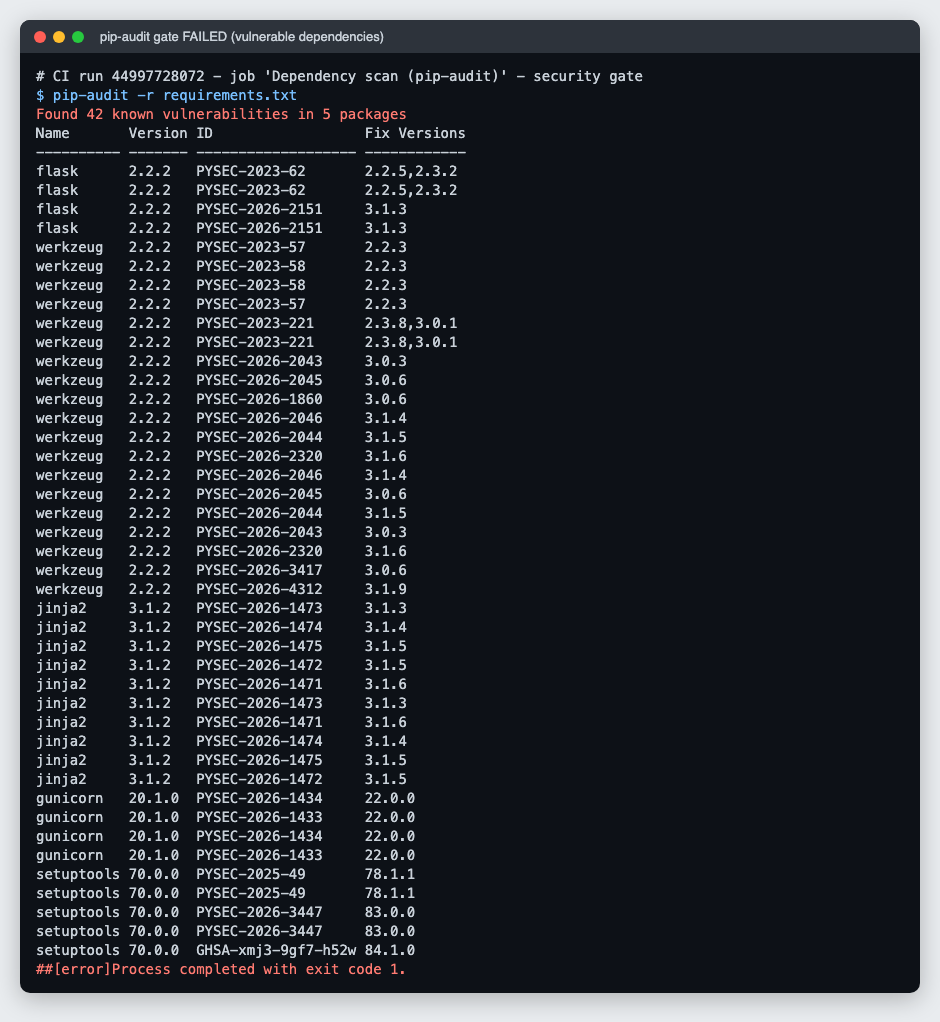 pip-audit gate FAILED (vulnerable dependencies)
# CI run 44997728072 - job 'Dependency scan (pip-audit)' - security gate
$ pip-audit -r requirements.txt
Found 42 known vulnerabilities in 5 packages
Name       Version ID                  Fix Versions
---------- ------- ------------------- ------------
flask      2.2.2   PYSEC-2023-62       2.2.5,2.3.2
flask      2.2.2   PYSEC-2023-62       2.2.5,2.3.2
flask      2.2.2   PYSEC-2026-2151     3.1.3
flask      2.2.2   PYSEC-2026-2151     3.1.3
werkzeug   2.2.2   PYSEC-2023-57       2.2.3
werkzeug   2.2.2   PYSEC-2023-58       2.2.3
werkzeug   2.2.2   PYSEC-2023-58       2.2.3
werkzeug   2.2.2   PYSEC-2023-57       2.2.3
werkzeug   2.2.2   PYSEC-2023-221      2.3.8,3.0.1
werkzeug   2.2.2   PYSEC-2023-221      2.3.8,3.0.1
werkzeug   2.2.2   PYSEC-2026-2043     3.0.3
werkzeug   2.2.2   PYSEC-2026-2045     3.0.6
werkzeug   2.2.2   PYSEC-2026-1860     3.0.6
werkzeug   2.2.2   PYSEC-2026-2046     3.1.4
werkzeug   2.2.2   PYSEC-2026-2044     3.1.5
werkzeug   2.2.2   PYSEC-2026-2320     3.1.6
werkzeug   2.2.2   PYSEC-2026-2046     3.1.4
werkzeug   2.2.2   PYSEC-2026-2045     3.0.6
werkzeug   2.2.2   PYSEC-2026-2044     3.1.5
werkzeug   2.2.2   PYSEC-2026-2043     3.0.3
werkzeug   2.2.2   PYSEC-2026-2320     3.1.6
werkzeug   2.2.2   PYSEC-2026-3417     3.0.6
werkzeug   2.2.2   PYSEC-2026-4312     3.1.9
jinja2     3.1.2   PYSEC-2026-1473     3.1.3
jinja2     3.1.2   PYSEC-2026-1474     3.1.4
jinja2     3.1.2   PYSEC-2026-1475     3.1.5
jinja2     3.1.2   PYSEC-2026-1472     3.1.5
jinja2     3.1.2   PYSEC-2026-1471     3.1.6
jinja2     3.1.2   PYSEC-2026-1473     3.1.3
jinja2     3.1.2   PYSEC-2026-1471     3.1.6
jinja2     3.1.2   PYSEC-2026-1474     3.1.4
jinja2     3.1.2   PYSEC-2026-1475     3.1.5
jinja2     3.1.2   PYSEC-2026-1472     3.1.5
gunicorn   20.1.0  PYSEC-2026-1434     22.0.0
gunicorn   20.1.0  PYSEC-2026-1433     22.0.0
gunicorn   20.1.0  PYSEC-2026-1434     22.0.0
gunicorn   20.1.0  PYSEC-2026-1433     22.0.0
setuptools 70.0.0  PYSEC-2025-49       78.1.1
setuptools 70.0.0  PYSEC-2025-49       78.1.1
setuptools 70.0.0  PYSEC-2026-3447     83.0.0
setuptools 70.0.0  PYSEC-2026-3447     83.0.0
setuptools 70.0.0  GHSA-xmj3-9gf7-h52w 84.1.0
##[error]Process completed with exit code 1.